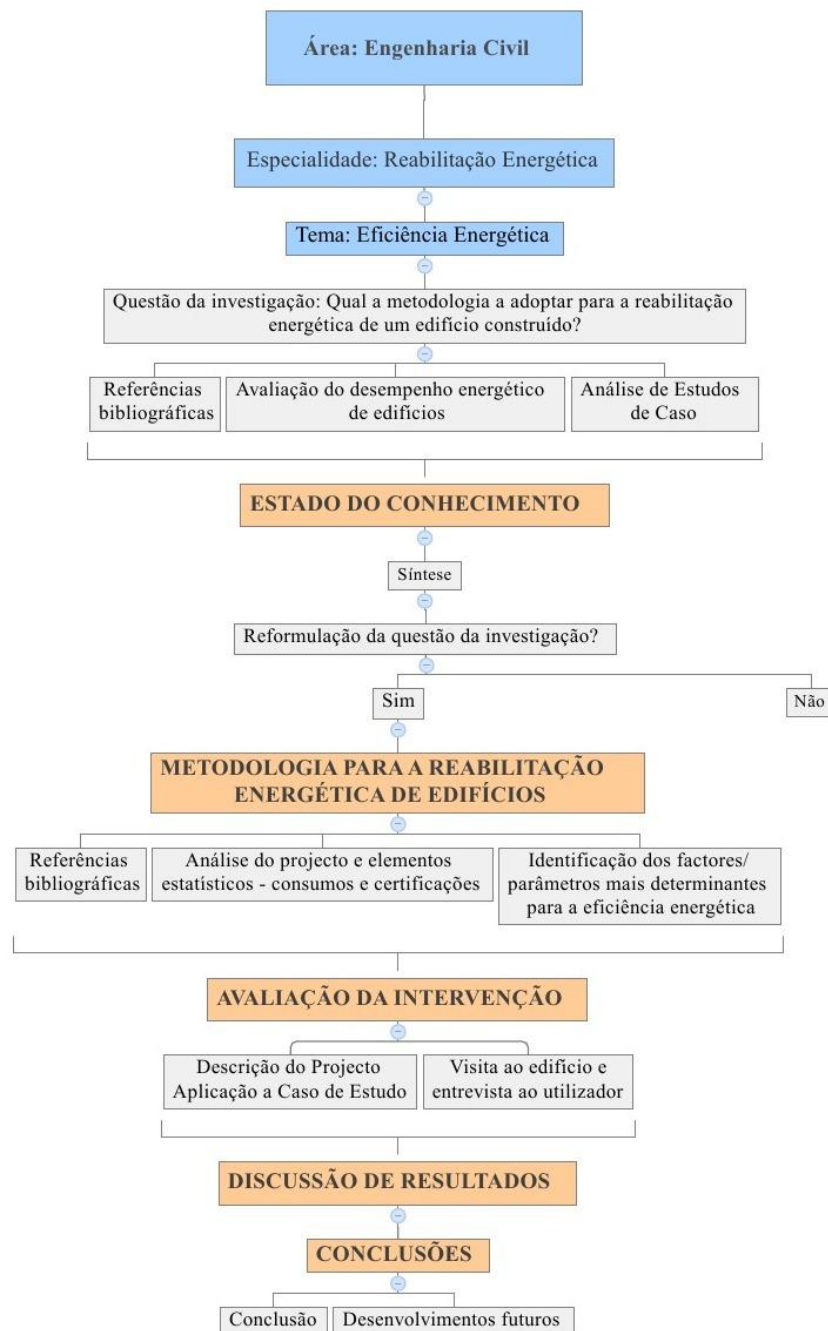 Área: Engenharia Civil
Especialidade: Reabilitação Energética
Tema: Eficiência Energética
Questão da investigação: Qual a metodologia a adoptar para a reabilitação
energética de um edifício construído?
Referências
bibliográficas
Avaliação do desempenho energético
de edifícios
Análise de Estudos
de Caso
ESTADO DO CONHECIMENTO
Síntese
Reformulação da questão da investigação?
Sim
Não
METODOLOGIA PARA A REABILITAÇÃO
ENERGÉTICA DE EDIFÍCIOS
Referências
bibliográficas
Análise do projecto e elementos
estatísticos - consumos e certificações
Identificação dos factores/
parâmetros mais determinantes
para a eficiência energética
AVALIAÇÃO DA INTERVENÇÃO
Descrição do Projecto
Aplicação a Caso de Estudo
Visita ao edifício e
entrevista ao utilizador
DISCUSSÃO DE RESULTADOS
CONCLUSÕES
Conclusão
Desenvolvimentos futuros